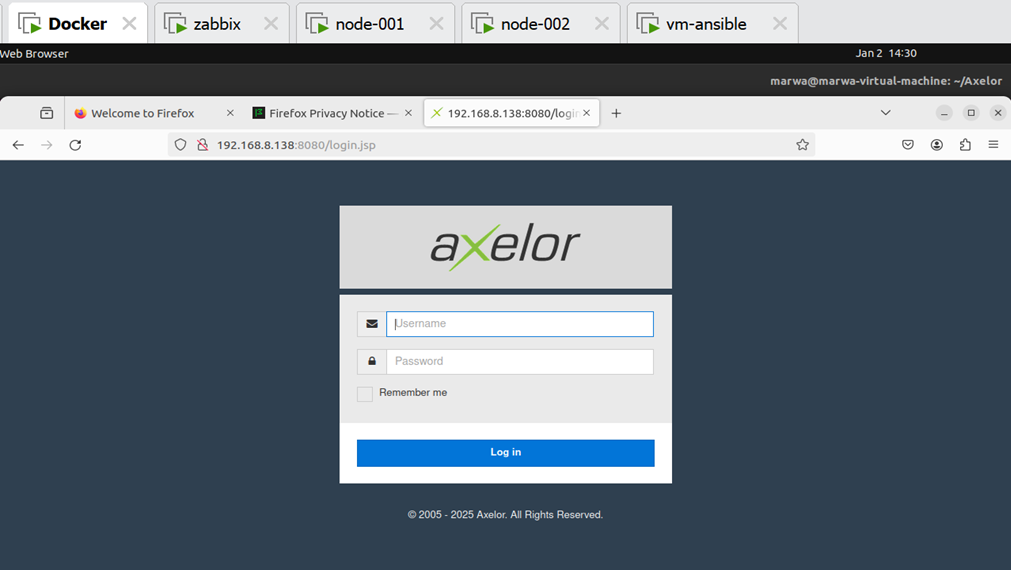 Docker zabbix node-001 node-002 vm-ansible
Web Browser Jan 2 14:30
marwa@marwa-virtual-machine: ~/Axelor
Welcome to Firefox Firefox Privacy Notice — 192.168.8.138:8080/login
192.168.8.138:8080/login.jsp
axelor
Username
Password
Remember me
Log in
© 2005 - 2025 Axelor. All Rights Reserved.